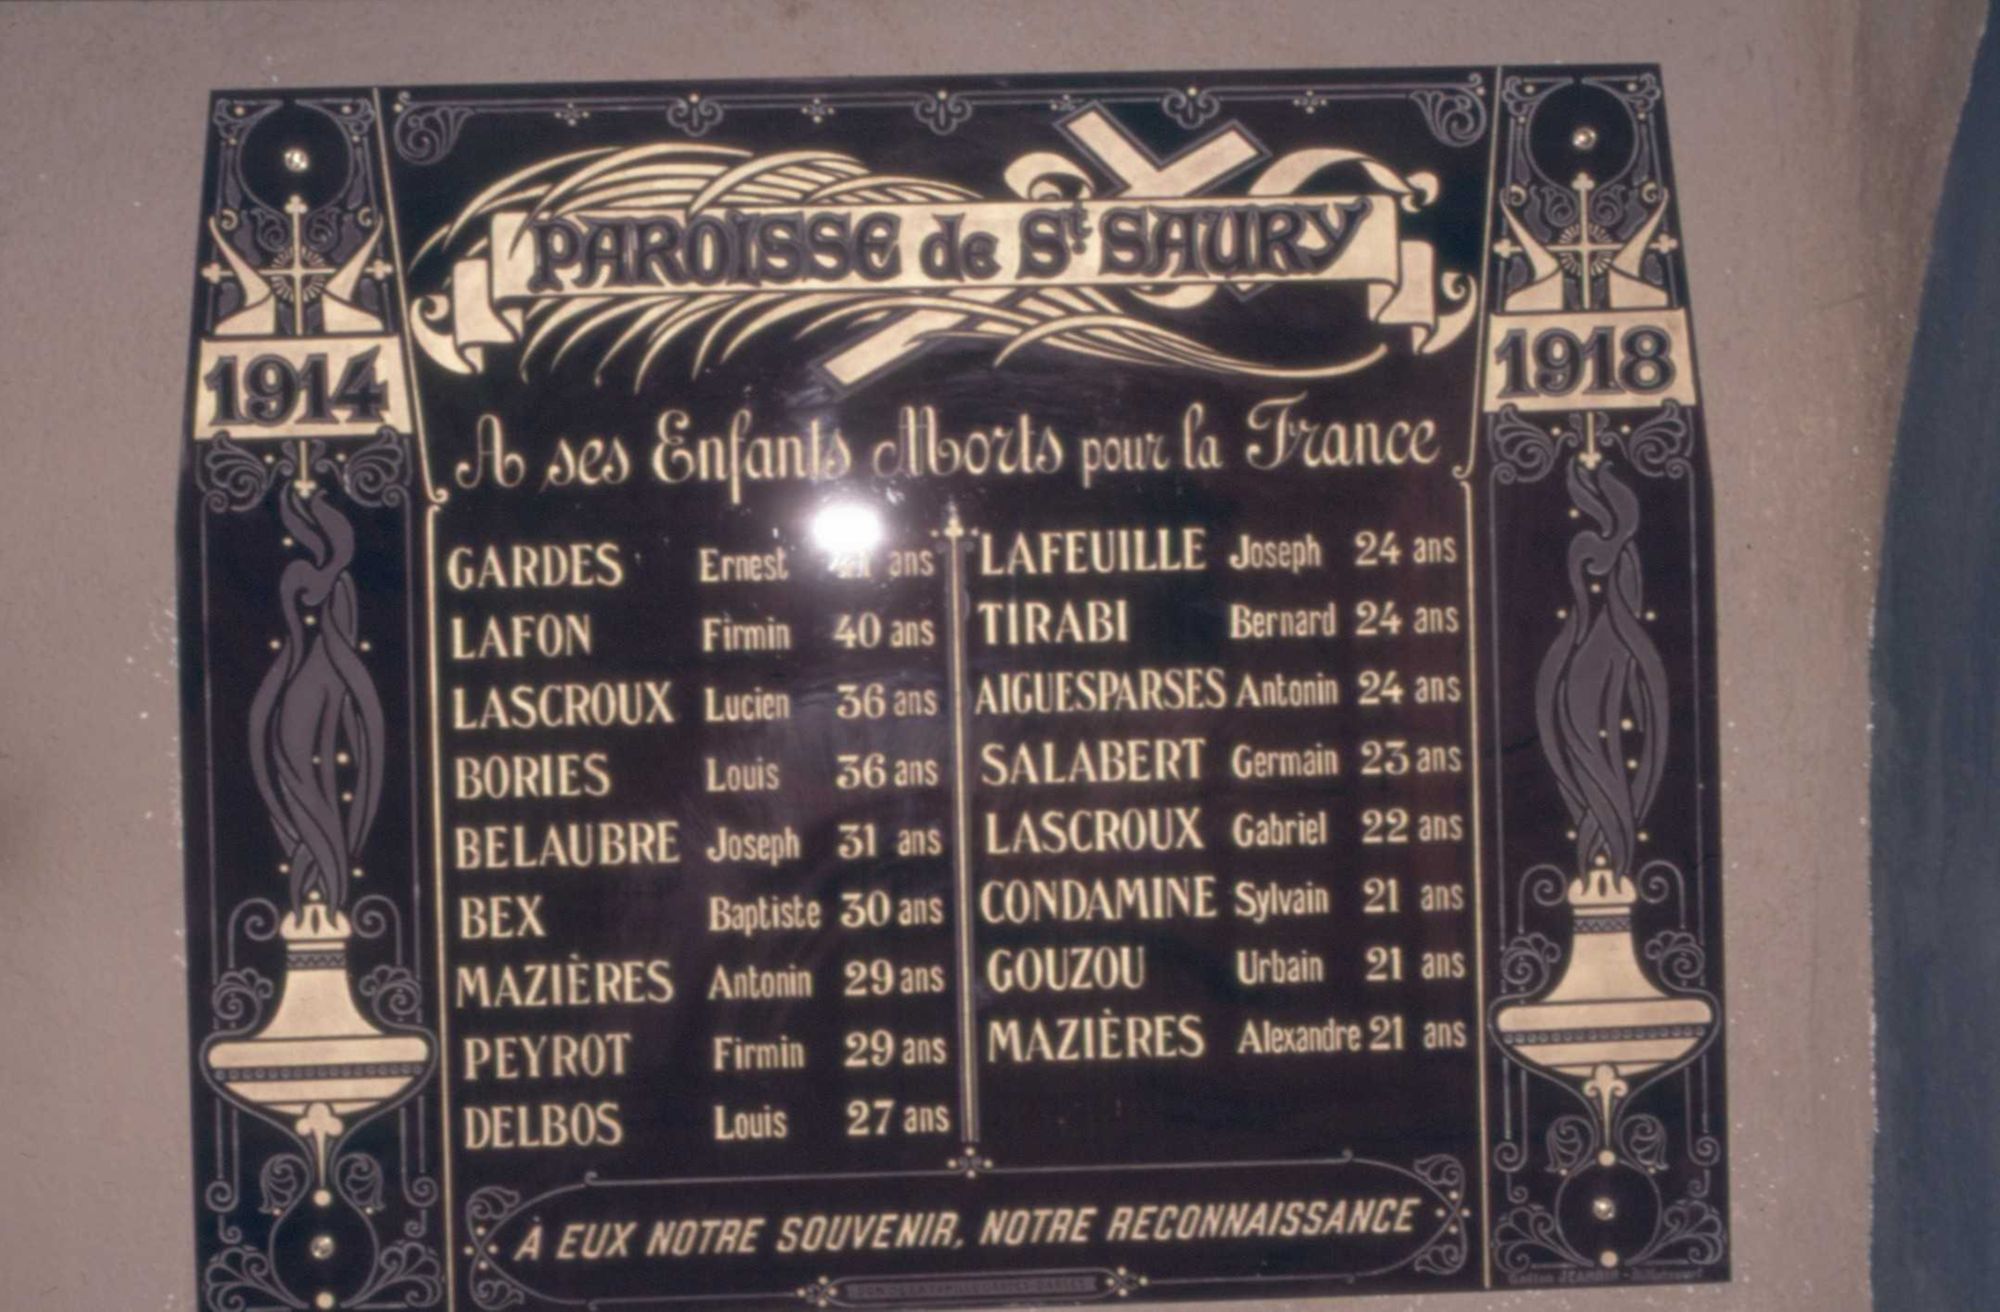 PAROISSE de St SAURY
1914
1918
A ses Enfants Morts pour la France
GARDES Ernest 41 ans
LAFON Firmin 40 ans
LASCROUX Lucien 36 ans
BORIES Louis 36 ans
BELAUBRE Joseph 31 ans
BEX Baptiste 30 ans
MAZIÈRES Antonin 29 ans
PEYROT Firmin 29 ans
DELBOS Louis 27 ans
LAFEUILLE Joseph 24 ans
TIRABI Bernard 24 ans
AIGUESPARSES Antonin 24 ans
SALABERT Germain 23 ans
LASCROUX Gabriel 22 ans
CONDAMINE Sylvain 21 ans
GOUZOU Urbain 21 ans
MAZIÈRES Alexandre 21 ans
À EUX NOTRE SOUVENIR, NOTRE RECONNAISSANCE